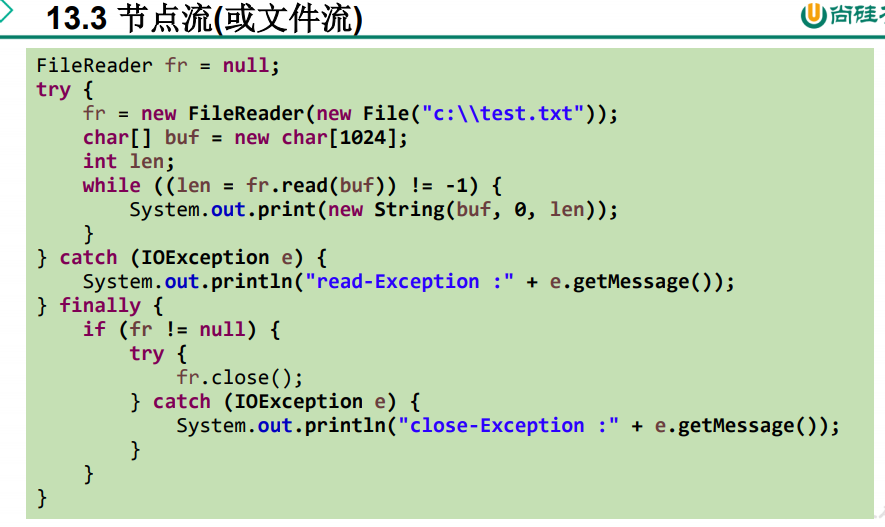 13.3 节点流(或文件流)
尚硅
FileReader fr = null;
try {
    fr = new FileReader(new File("c:\\test.txt"));
    char[] buf = new char[1024];
    int len;
    while ((len = fr.read(buf)) != -1) {
        System.out.print(new String(buf, 0, len));
    }
} catch (IOException e) {
    System.out.println("read-Exception :" + e.getMessage());
} finally {
    if (fr != null) {
        try {
            fr.close();
        } catch (IOException e) {
            System.out.println("close-Exception :" + e.getMessage());
        }
    }
}